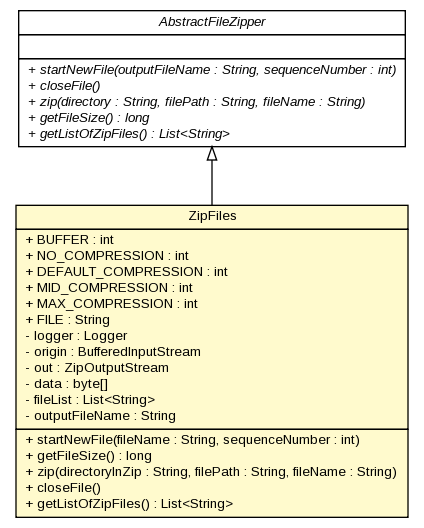 AbstractFileZipper
+ startNewFile(outputFileName : String, sequenceNumber : int)
+ closeFile()
+ zip(directory : String, filePath : String, fileName : String)
+ getFileSize() : long
+ getListOfZipFiles() : List<String>
ZipFiles
+ BUFFER : int
+ NO_COMPRESSION : int
+ DEFAULT_COMPRESSION : int
+ MID_COMPRESSION : int
+ MAX_COMPRESSION : int
+ FILE : String
- logger : Logger
- origin : BufferedInputStream
- out : ZipOutputStream
- data : byte[]
- fileList : List<String>
- outputFileName : String
+ startNewFile(fileName : String, sequenceNumber : int)
+ getFileSize() : long
+ zip(directoryInZip : String, filePath : String, fileName : String)
+ closeFile()
+ getListOfZipFiles() : List<String>